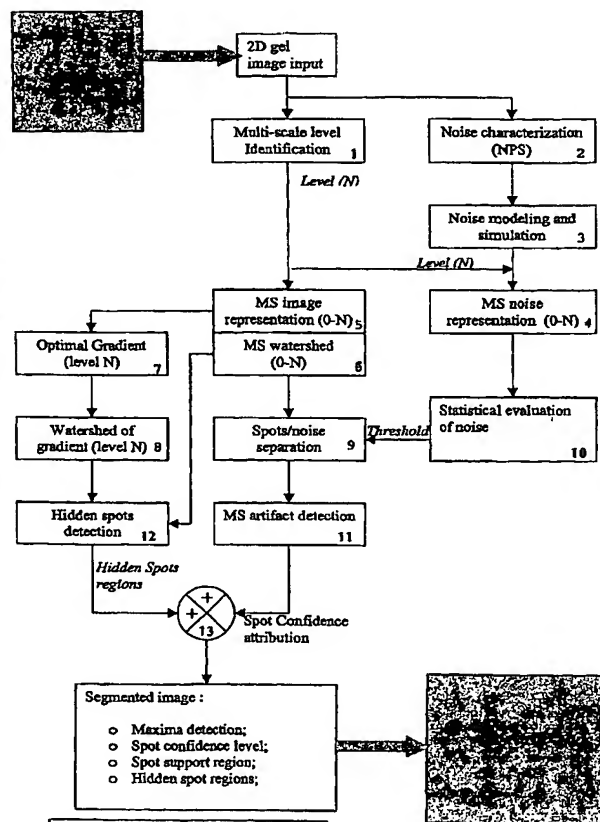 2D gel
image input
Multi-scale level
Identification 1
Noise characterization
(NPS) 2
Level (N)
Noise modeling and
simulation 3
Level (N)
MS image
representation (0-N) 5
MS noise
representation (0-N) 4
Optimal Gradient
(level N) 7
MS watershed
(0-N) 6
Watershed of
gradient (level N) 8
Spots/noise
separation 9
Threshold
Statistical evaluation
of noise
10
Hidden spots
detection 12
MS artifact detection
11
Hidden Spots
regions
+
+
13
Spot Confidence
attribution
Segmented image :
o Maxima detection;
o Spot confidence level;
o Spot support region;
o Hidden spot regions;